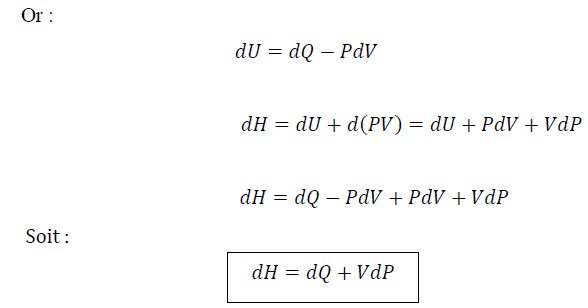 Or :
dU = dQ − PdV
dH = dU + d(PV) = dU + PdV + VdP
dH = dQ − PdV + PdV + VdP
Soit :
dH = dQ + VdP